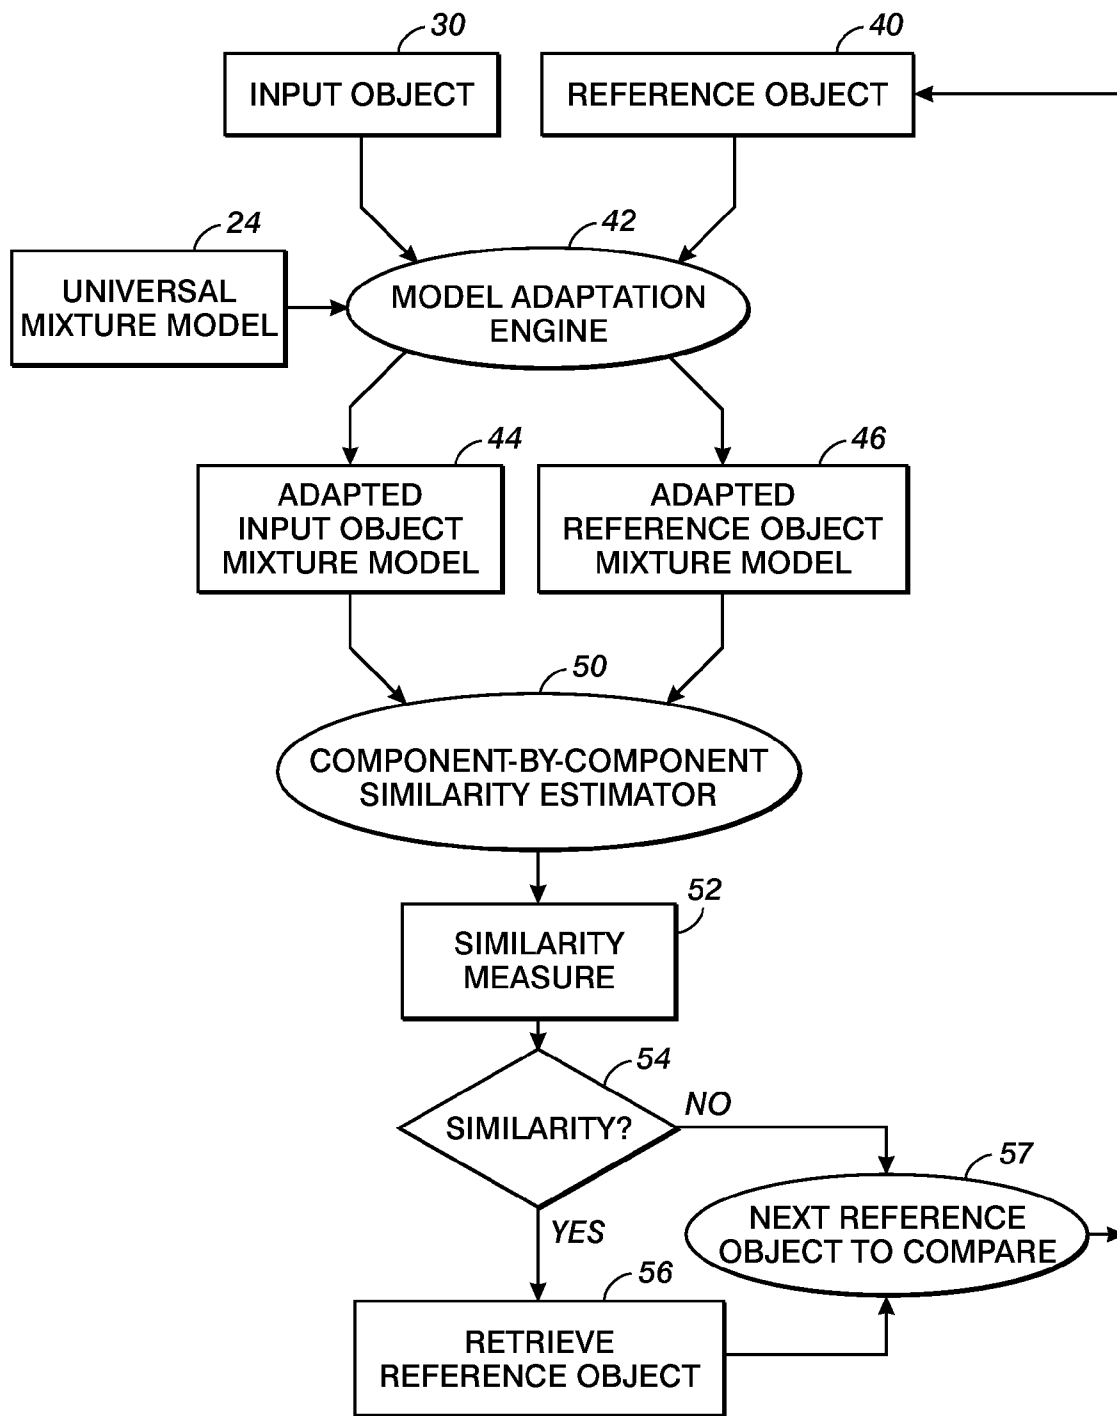 30
40
INPUT OBJECT
REFERENCE OBJECT
24
42
UNIVERSAL
MIXTURE MODEL
MODEL ADAPTATION
ENGINE
44
46
ADAPTED
INPUT OBJECT
MIXTURE MODEL
ADAPTED
REFERENCE OBJECT
MIXTURE MODEL
50
COMPONENT-BY-COMPONENT
SIMILARITY ESTIMATOR
52
SIMILARITY
MEASURE
54
SIMILARITY?
NO
57
YES
NEXT REFERENCE
OBJECT TO COMPARE
56
RETRIEVE
REFERENCE OBJECT